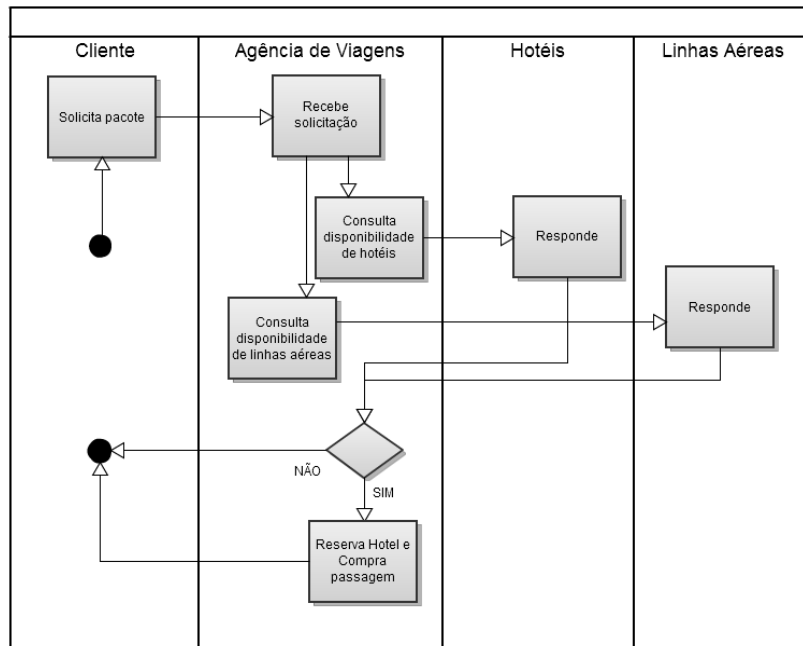 Cliente
Agência de Viagens
Hotéis
Linhas Aéreas
Solicita pacote
Recebe
solicitação
Consulta
disponibilidade
de hotéis
Responde
Consulta
disponibilidade
de linhas aéreas
Responde
NÃO
SIM
Reserva Hotel e
Compra
passagem